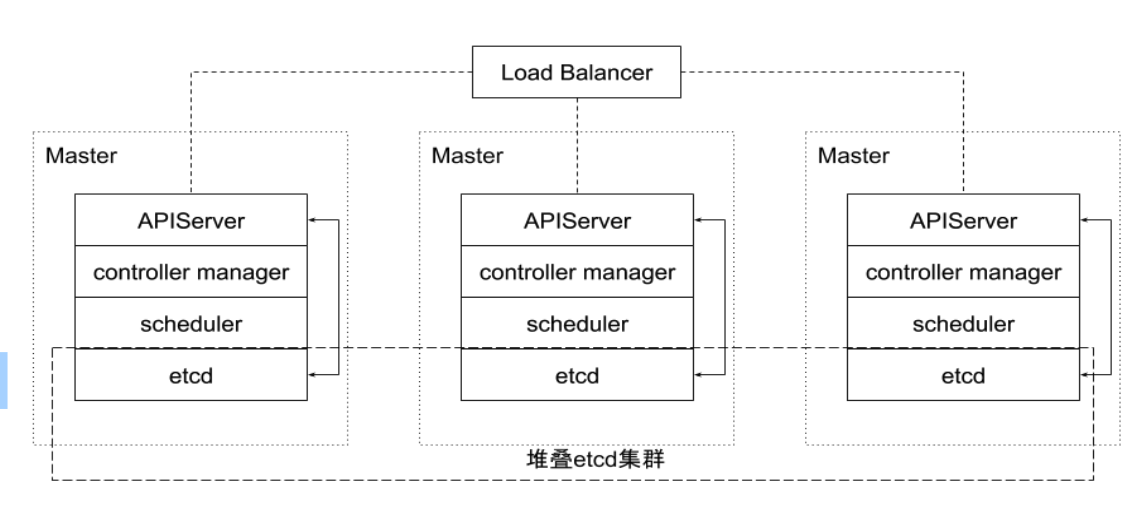 Load Balancer
Master
Master
Master
APIServer
APIServer
APIServer
controller manager
controller manager
controller manager
scheduler
scheduler
scheduler
etcd
etcd
etcd
堆叠etcd集群